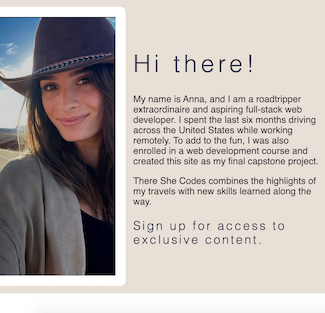 Hi there!
My name is Anna, and I am a roadtripper
extraordinaire and aspiring full-stack web
developer. I spent the last six months driving
across the United States while working
remotely. To add to the fun, I was also
enrolled in a web development course and
created this site as my final capstone project.
There She Codes combines the highlights of
my travels with new skills learned along the
way.
Sign up for access to
exclusive content.